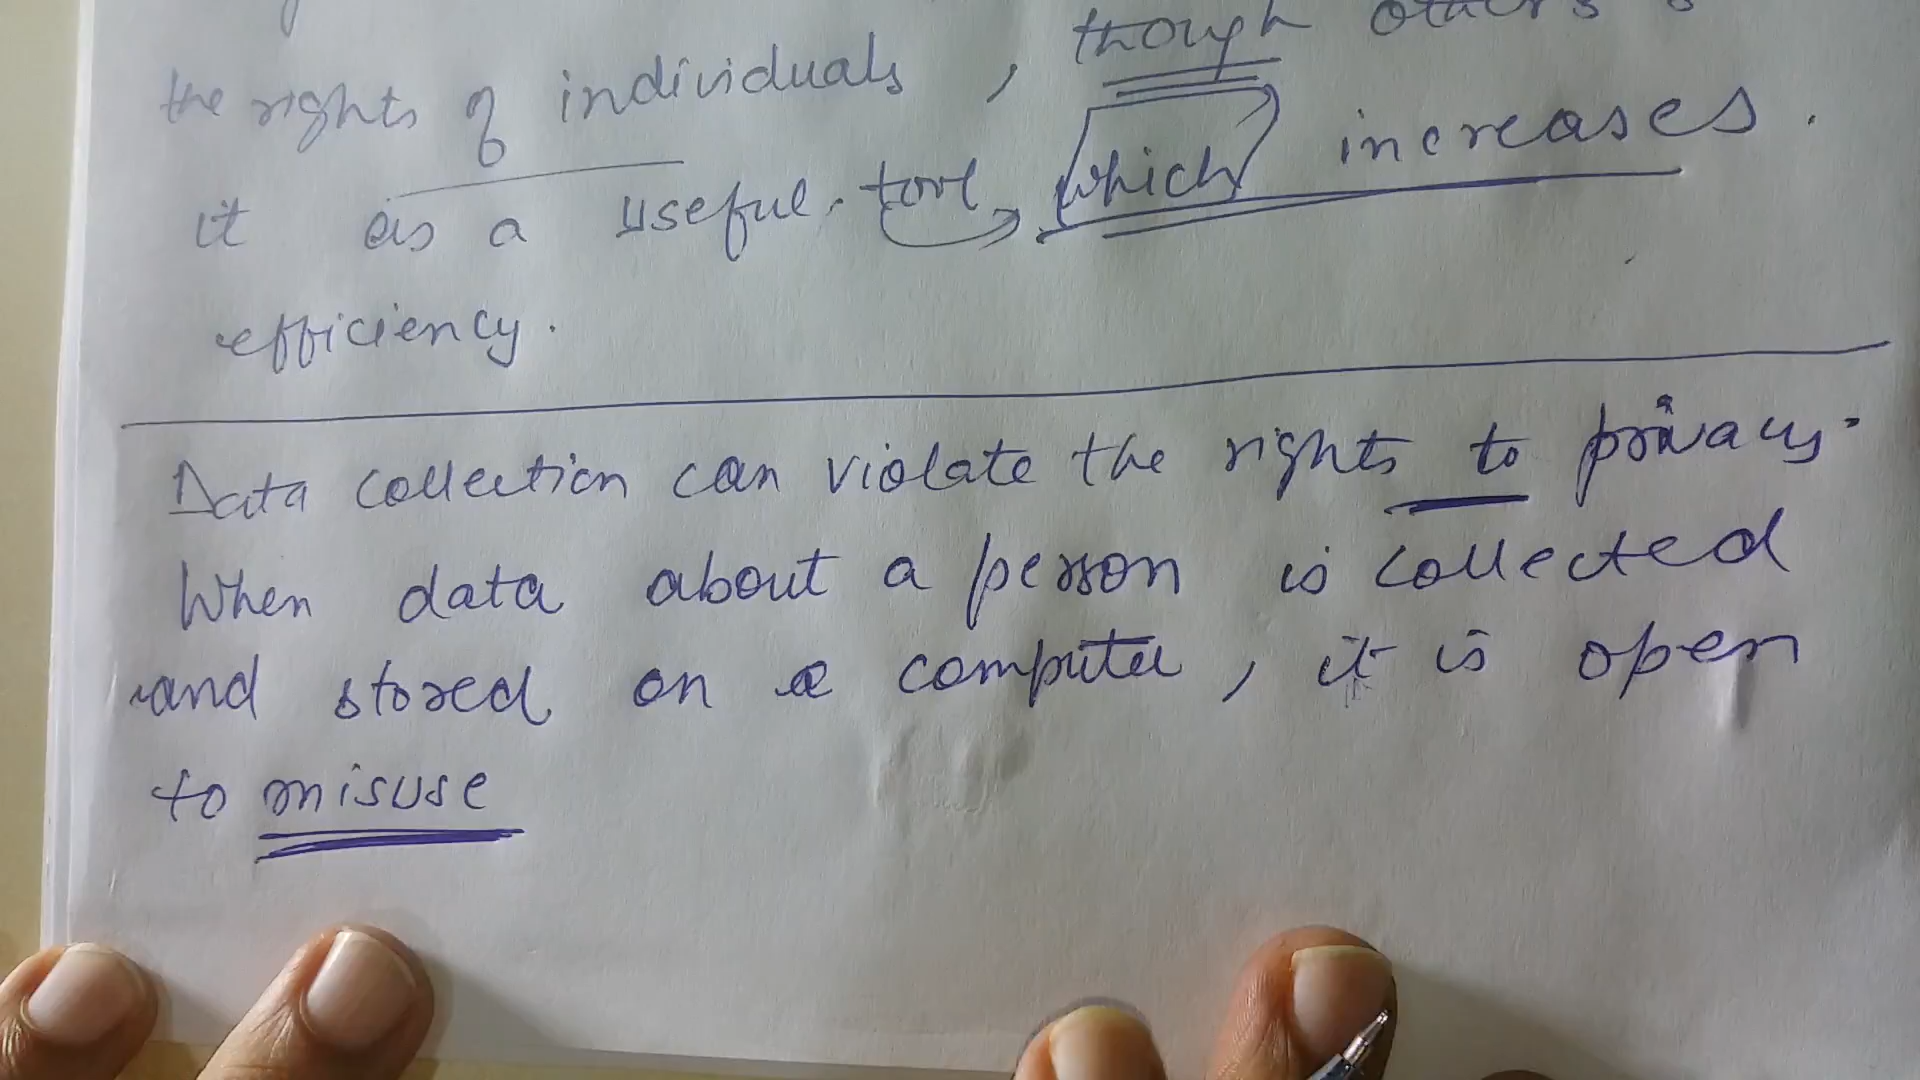 though others
the rights of individuals,
it as a useful tool, which increases.
efficiency.
Data collection can violate the rights to privacy.
When data about a person is collected
and stored on a computer, it is open
to misuse